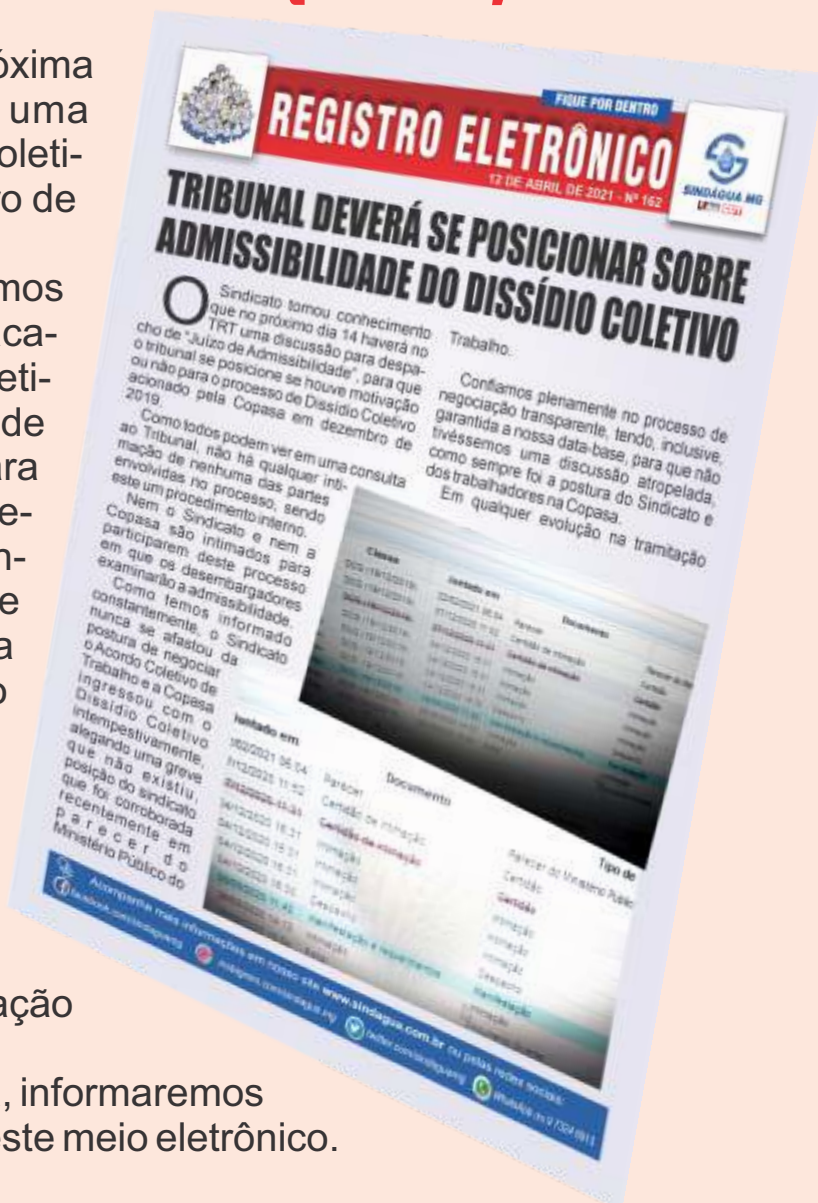 óxima
uma
oleti-
o de
mos
ca-
eti-
de
ara
e-
n-
e
a
o
ação
, informaremos
este meio eletrônico.
FIQUE POR DENTRO
REGISTRO ELETRÔNICO
12 DE ABRIL DE 2021 - Nº 162
SINDÁGUA MG
CUT
TRIBUNAL DEVERÁ SE POSICIONAR SOBRE
ADMISSIBILIDADE DO DISSÍDIO COLETIVO
O Sindicato tomou conhecimento
que no próximo dia 14 haverá no
TRT uma discussão para despa-
cho de "Juízo de Admissibilidade", para que
o tribunal se posicione se houve motivação
ou não para o processo de Dissídio Coletivo
acionado pela Copasa em dezembro de
2019.
Como todos podem ver em uma consulta
ao Tribunal, não há qualquer inti-
mação de nenhuma das partes
envolvidas no processo, sendo
este um procedimento interno.
Nem o Sindicato e nem a
Copasa são intimados para
participarem deste processo
em que os desembargadores
examinarão a admissibilidade.
Como temos informado
constantemente, o Sindicato
nunca se afastou da
postura de negociar
o Acordo Coletivo de
Trabalho e a Copasa
ingressou com o
Dissídio Coletivo
intempestivamente,
alegando uma greve
que não existiu,
posição do sindicato
que foi corroborada
recentemente em
parecer do
Ministério Público do
Trabalho.
Confiamos plenamente no processo de
negociação transparente, tendo, inclusive,
garantida a nossa data-base, para que não
tivéssemos uma discussão atropelada,
como sempre foi a postura do Sindicato e
dos trabalhadores na Copasa.
Em qualquer evolução na tramitação
Classe Juntado em Documento
Parecer
Certidão de intimação
Certidão de intimação
Intimação
Juntado em Documento Tipo de
Parecer Parecer do Ministério Público
Certidão de intimação Certidão
Certidão de intimação Certidão
Intimação Intimação
Intimação Intimação
Intimação Intimação
Despacho Despacho
Manifestação e requerimentos Manifestação
Intimação
Acompanhe mais informações em nosso site www.sindagua.com.br ou pelas redes sociais: